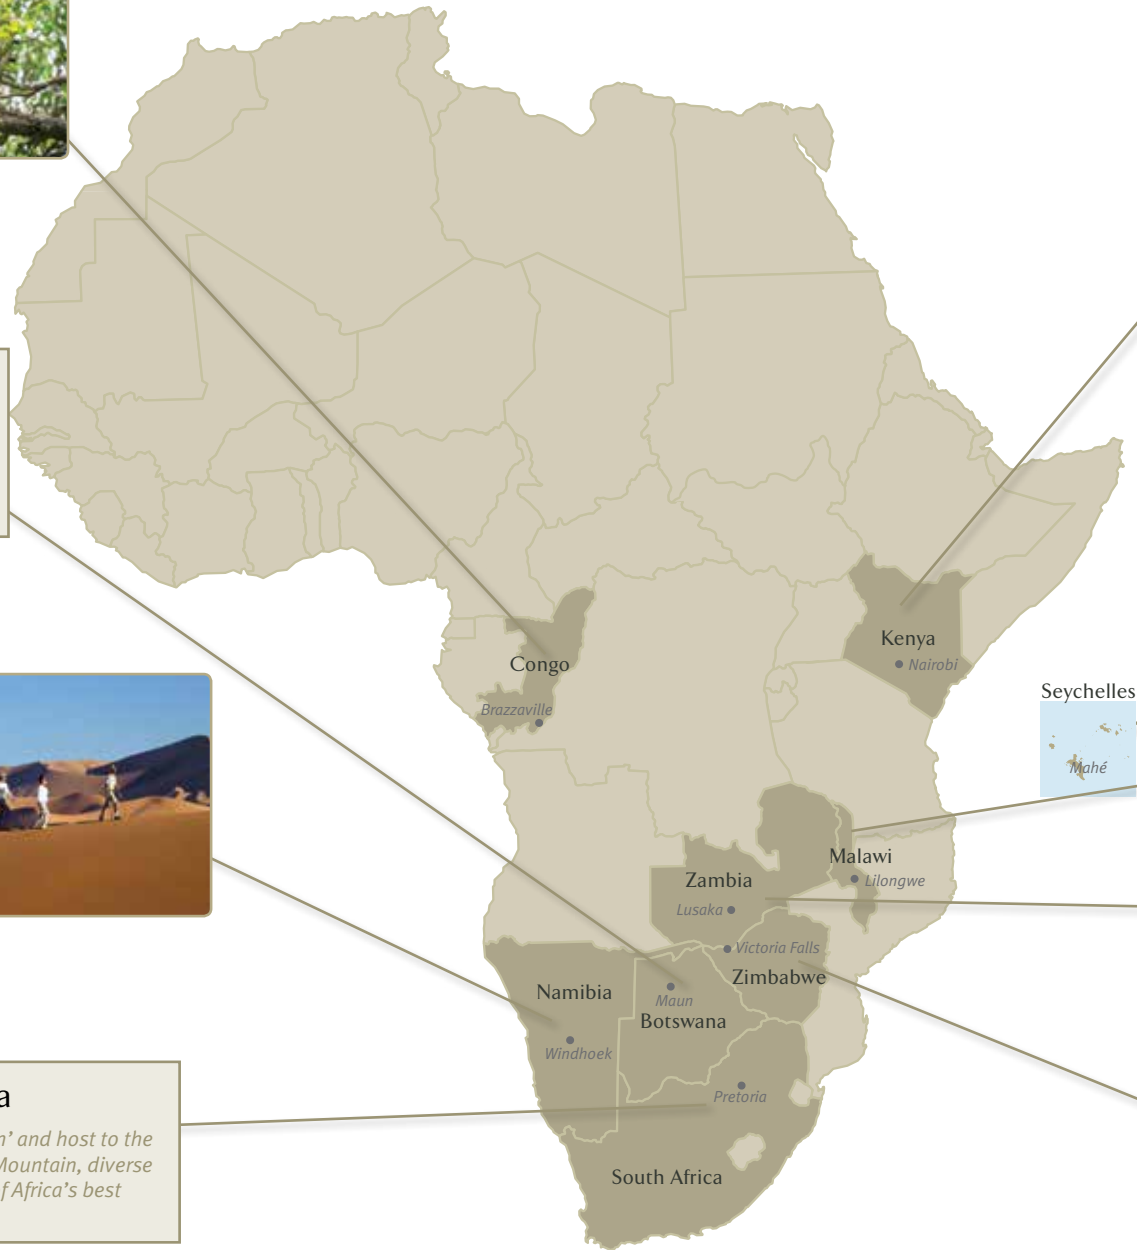 Kenya
Nairobi
Congo
Brazzaville
Seychelles
Mahé
Malawi
Lilongwe
Zambia
Lusaka
Victoria Falls
Zimbabwe
Namibia
Windhoek
Maun
Botswana
Pretoria
South Africa
a
n’ and host to the
Mountain, diverse
f Africa’s best